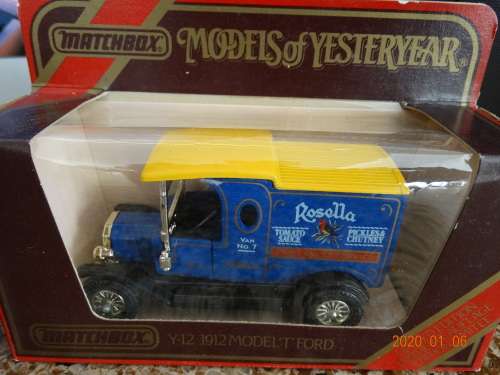 MATCHBOX
MODELS of YESTERYEAR
Rosella
TOMATO SAUCE
PICKLES & CHUTNEY
VAN No 7
MATCHBOX
Y-12 1912 MODEL 'T' FORD
2020 01 06